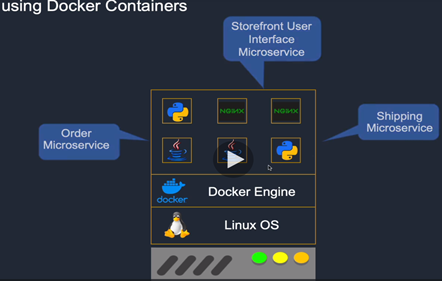 using Docker Containers
Storefront User
Interface
Microservice
Order
Microservice
Shipping
Microservice
NGINX
NGINX
docker
Docker Engine
Linux OS